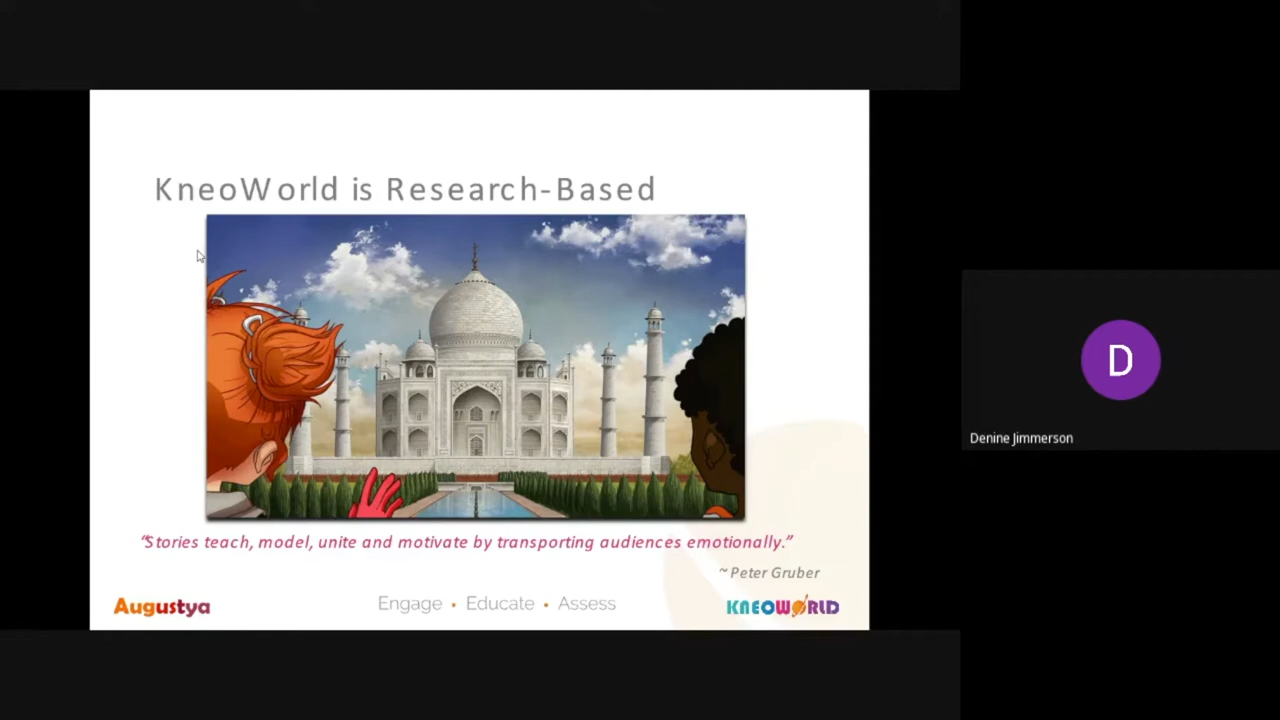 KneoWorld is Research-Based
“Stories teach, model, unite and motivate by transporting audiences emotionally.”
~ Peter Gruber
Augustya
Engage • Educate • Assess
KNEOWORLD
D
Denine Jimmerson